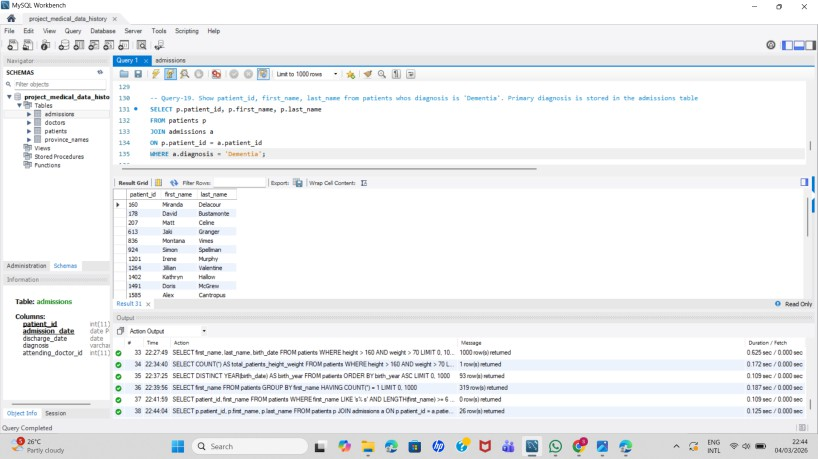 MySQL Workbench
project_medical_data_history ×
File Edit View Query Database Server Tools Scripting Help
Navigator
SCHEMAS
Filter objects
project_medical_data_histo
Tables
admissions
doctors
patients
province_names
Views
Stored Procedures
Functions
Administration Schemas
Information
Table: admissions
Columns:
patient_id int(11)
admission_date date P
discharge_date date
diagnosis varchar
attending_doctor_id int(11)
Object Info Session
Query 1 × admissions
Limit to 1000 rows
129
130 -- Query-19. Show patient_id, first_name, last_name from patients whos diagnosis is 'Dementia'. Primary diagnosis is stored in the admissions table
131 SELECT p.patient_id, p.first_name, p.last_name
132 FROM patients p
133 JOIN admissions a
134 ON p.patient_id = a.patient_id
135 WHERE a.diagnosis = 'Dementia';
Result Grid Filter Rows: Export: Wrap Cell Content:
patient_id first_name last_name
160 Miranda Delacour
178 David Bustamonte
207 Matt Celine
613 Jaki Granger
836 Montana Vimes
924 Simon Spellman
1201 Irene Murphy
1264 Jillian Valentine
1402 Kathryn Hallow
1491 Doris McGrew
1585 Alex Cantropus
Result 31 × Read Only
Output
Action Output
# Time Action Message Duration / Fetch
33 22:27:49 SELECT first_name, last_name, birth_date FROM patients WHERE height > 160 AND weight > 70 LIMIT 0, 10... 1000 row(s) returned 0.625 sec / 0.000 sec
34 22:34:40 SELECT COUNT(*) AS total_patients_height_weight FROM patients WHERE height > 160 AND weight > 70 L... 1 row(s) returned 0.172 sec / 0.000 sec
35 22:37:25 SELECT DISTINCT YEAR(birth_date) AS birth_year FROM patients ORDER BY birth_year ASC LIMIT 0, 1000 93 row(s) returned 0.109 sec / 0.000 sec
36 22:39:56 SELECT first_name FROM patients GROUP BY first_name HAVING COUNT(*) = 1 LIMIT 0, 1000 319 row(s) returned 0.187 sec / 0.000 sec
37 22:41:59 SELECT patient_id, first_name FROM patients WHERE first_name LIKE 's% s' AND LENGTH(first_name) >= 6 ... 0 row(s) returned 0.109 sec / 0.000 sec
38 22:44:04 SELECT p.patient_id, p.first_name, p.last_name FROM patients p JOIN admissions a ON p.patient_id = a.patie... 26 row(s) returned 0.125 sec / 0.000 sec
Query Completed
26°C
Partly cloudy
Search
ENG
INTL
22:44
04/03/2026